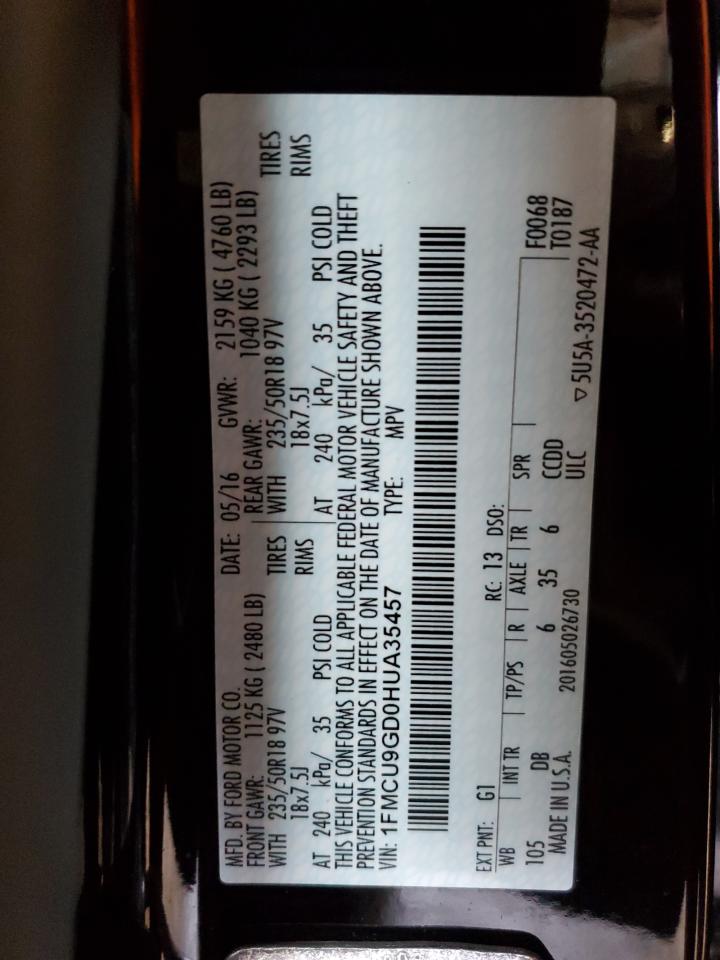 MFD. BY FORD MOTOR CO. DATE: 05/16 GVWR: 2159 KG ( 4760 LB)
FRONT GAWR: 1125 KG ( 2480 LB) REAR GAWR: 1040 KG ( 2293 LB)
WITH 235/50R18 97V TIRES WITH 235/50R18 97V TIRES
18x7.5J RIMS 18x7.5J RIMS
AT 240 kPa/ 35 PSI COLD AT 240 kPa/ 35 PSI COLD
THIS VEHICLE CONFORMS TO ALL APPLICABLE FEDERAL MOTOR VEHICLE SAFETY AND THEFT
PREVENTION STANDARDS IN EFFECT ON THE DATE OF MANUFACTURE SHOWN ABOVE.
VIN: 1FMCU9GD0HUA35457 TYPE: MPV
EXT PNT: G1 RC: 13 DSO:
WB INT TR TP/PS R AXLE TR SPR F0068
105 DB 6 35 6 CCDD T0187
MADE IN U.S.A. 201605026730 ULC ▽5U5A-3520472-AA